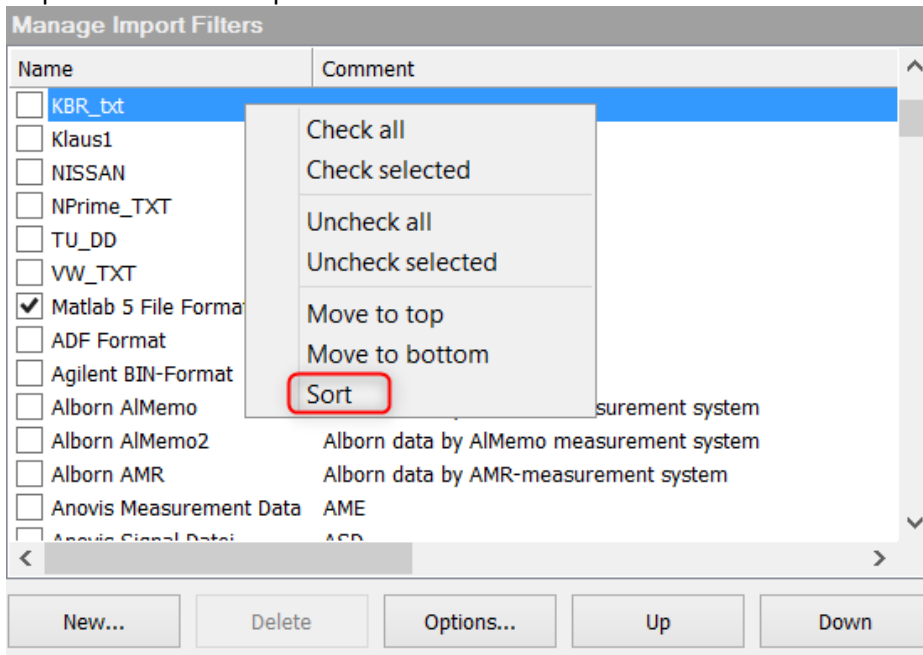 Manage Import Filters
Name Comment
KBR_txt
Klaus1
NISSAN
NPrime_TXT
TU_DD
VW_TXT
Matlab 5 File Forma
ADF Format
Agilent BIN-Format
Alborn AlMemo surement system
Alborn AlMemo2 Alborn data by AlMemo measurement system
Alborn AMR Alborn data by AMR-measurement system
Anovis Measurement Data AME
Check all
Check selected
Uncheck all
Uncheck selected
Move to top
Move to bottom
Sort
New... Delete Options... Up Down